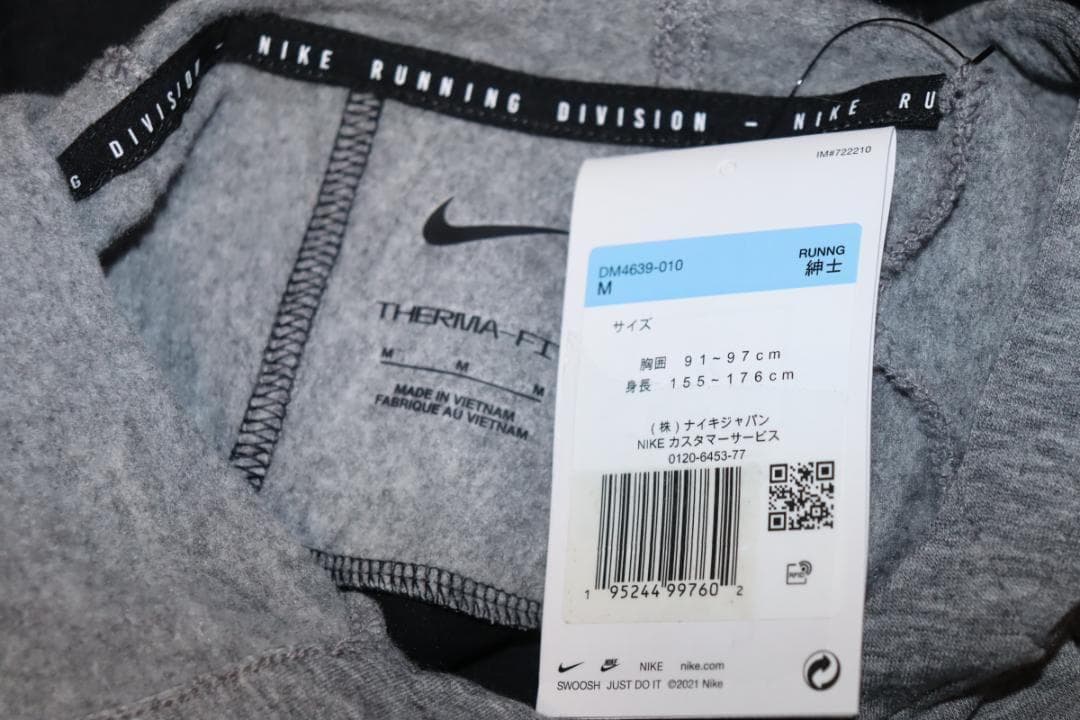 G DIVISION - NIKE RUNNING DIVISION - NIKE RU
THERMA-FI
M M M
MADE IN VIETNAM
FABRIQUE AU VIETNAM
IM#722210
DM4639-010 RUNNG
M 紳士
サイズ
胸囲 91~97cm
身長 155~176cm
(株)ナイキジャパン
NIKE カスタマーサービス
0120-6453-77
1 95244 99760 2
RFID
NIKE nike.com
SWOOSH JUST DO IT ©2021 Nike